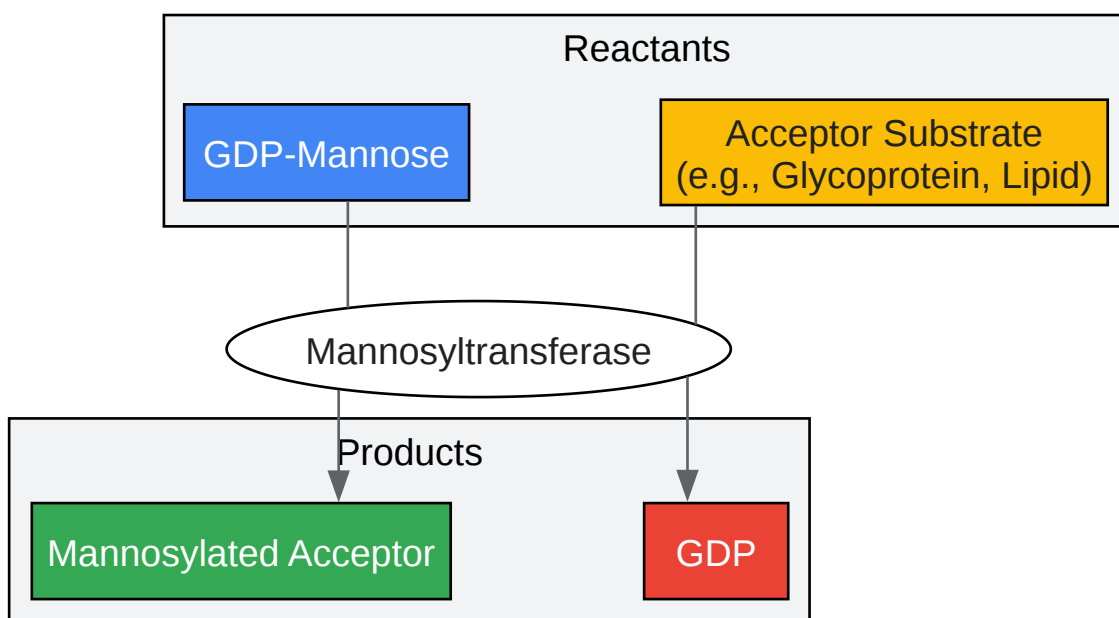 Reactants
GDP-Mannose
Acceptor Substrate
(e.g., Glycoprotein, Lipid)
Mannosyltransferase
Products
Mannosylated Acceptor
GDP